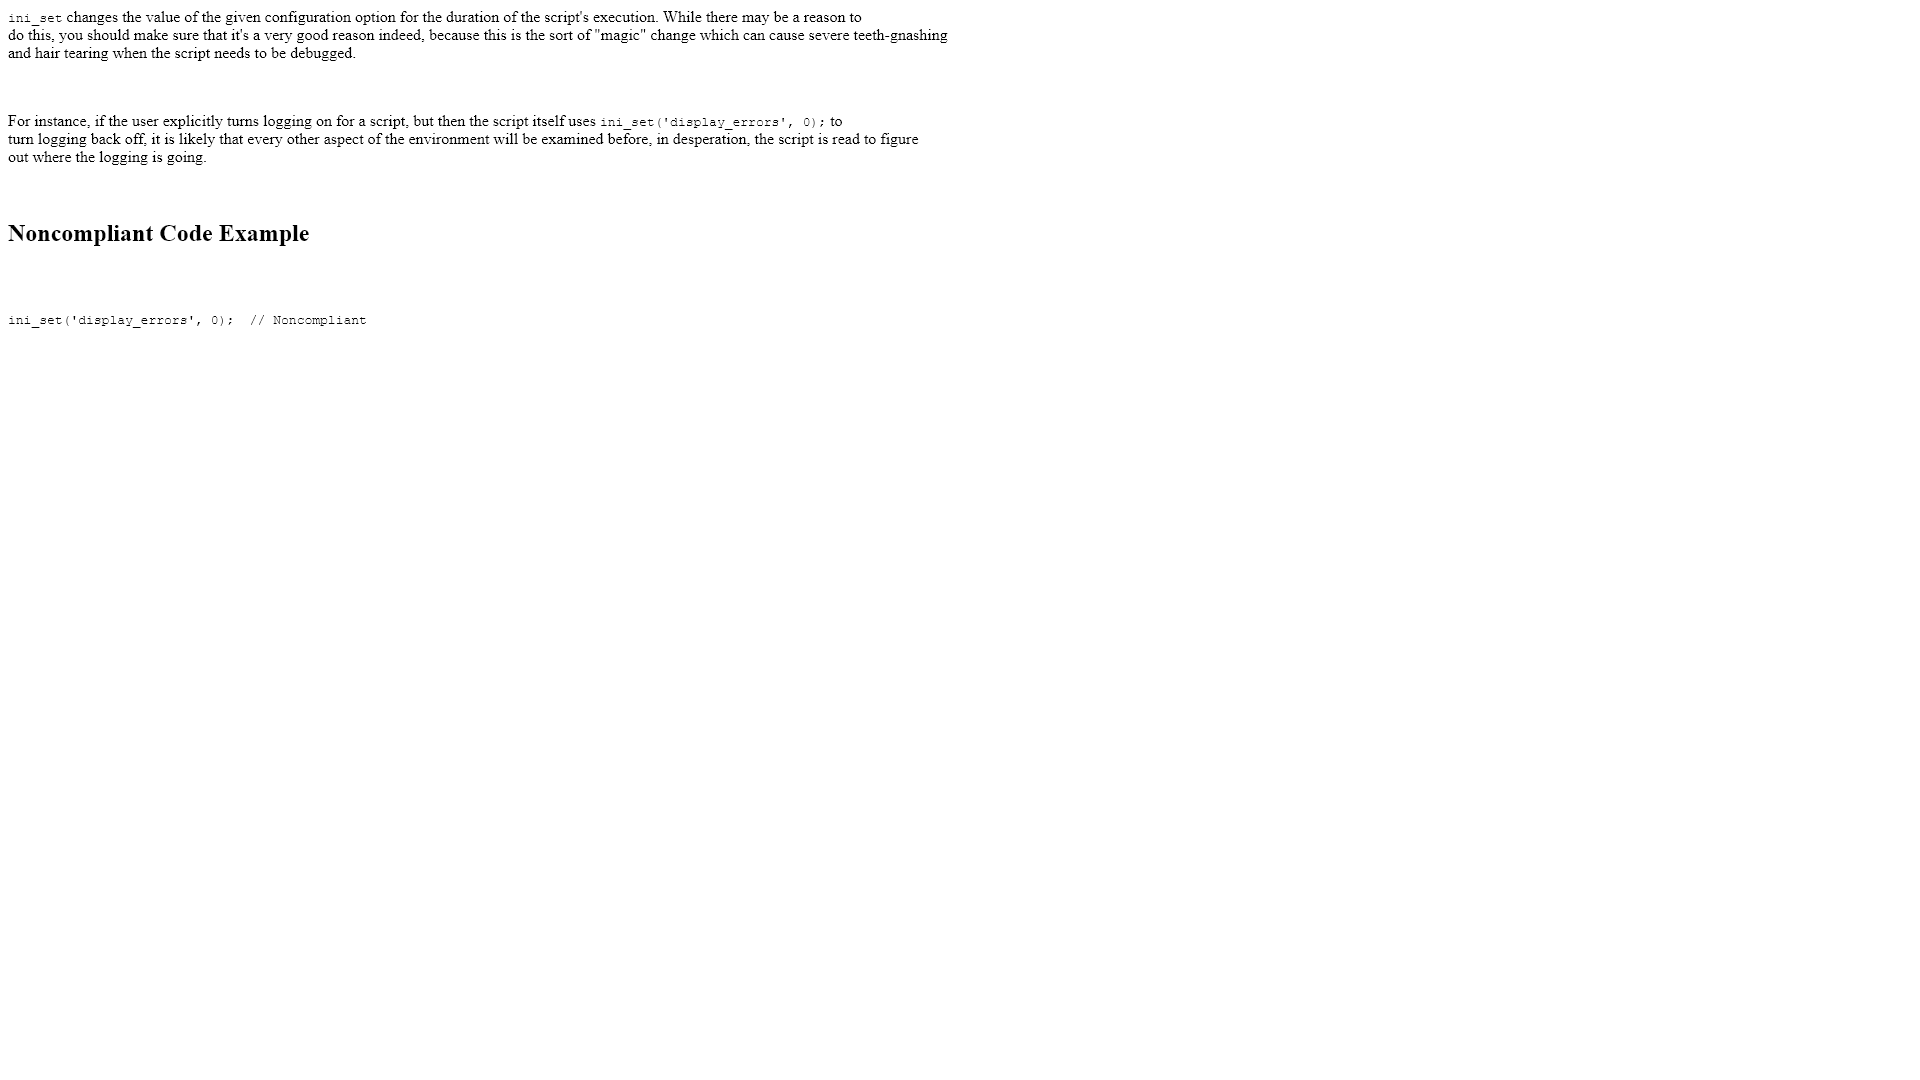 ini_set changes the value of the given configuration option for the duration of the script's execution. While there may be a reason to
do this, you should make sure that it's a very good reason indeed, because this is the sort of "magic" change which can cause severe teeth-gnashing
and hair tearing when the script needs to be debugged.
For instance, if the user explicitly turns logging on for a script, but then the script itself uses ini_set('display_errors', 0); to
turn logging back off, it is likely that every other aspect of the environment will be examined before, in desperation, the script is read to figure
out where the logging is going.
Noncompliant Code Example
ini_set('display_errors', 0);  // Noncompliant